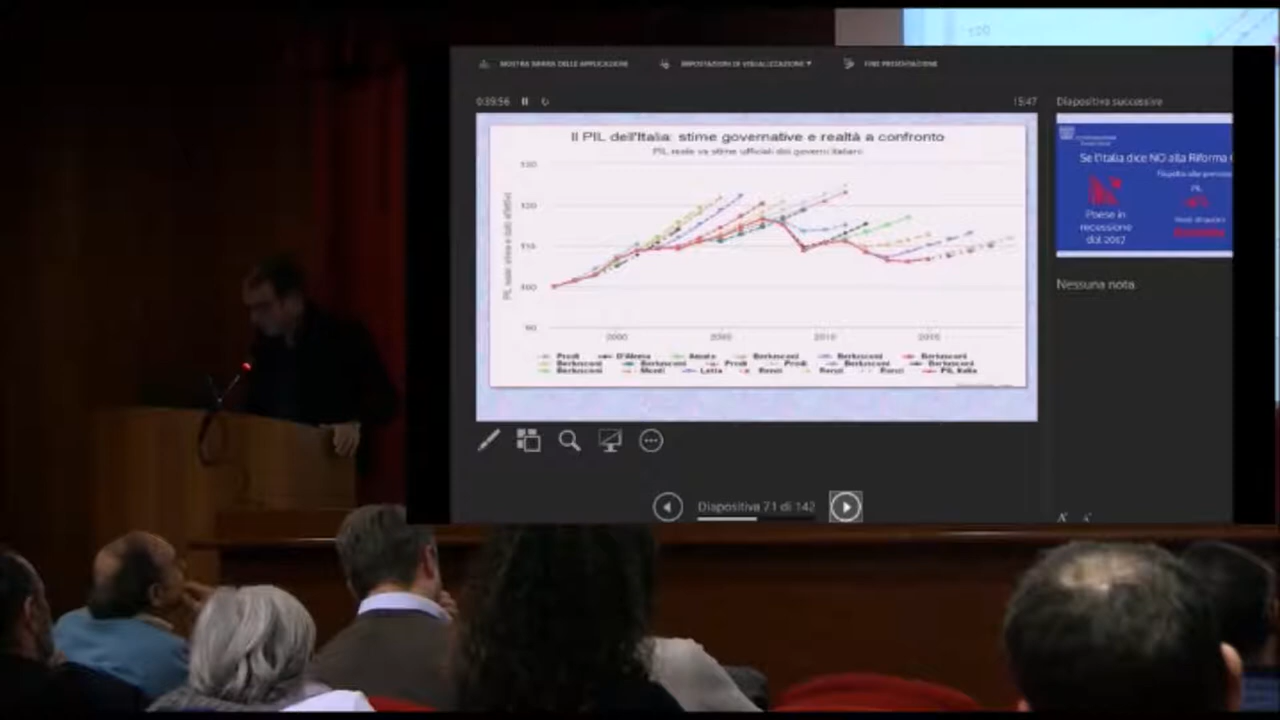 MOSTRA BARRA DELLE APPLICAZIONI
IMPOSTAZIONI DI VISUALIZZAZIONE
FINE PRESENTAZIONE
0:39:56
15:47
Diapositiva successiva
Il PIL dell'Italia: stime governative e realtà a confronto
PIL reale vs stime ufficiali dei governi italiani
130
120
110
100
90
2000
2005
2010
2015
Prodi D'Alema Amato Berlusconi Berlusconi Berlusconi
Berlusconi Berlusconi Prodi Prodi Berlusconi Berlusconi
Berlusconi Monti Letta Renzi Renzi Renzi PIL Italia
Se l'Italia dice NO alla Riforma
PIL
Paese in
recessione
dal 2017
Nessuna nota.
Diapositiva 71 di 142